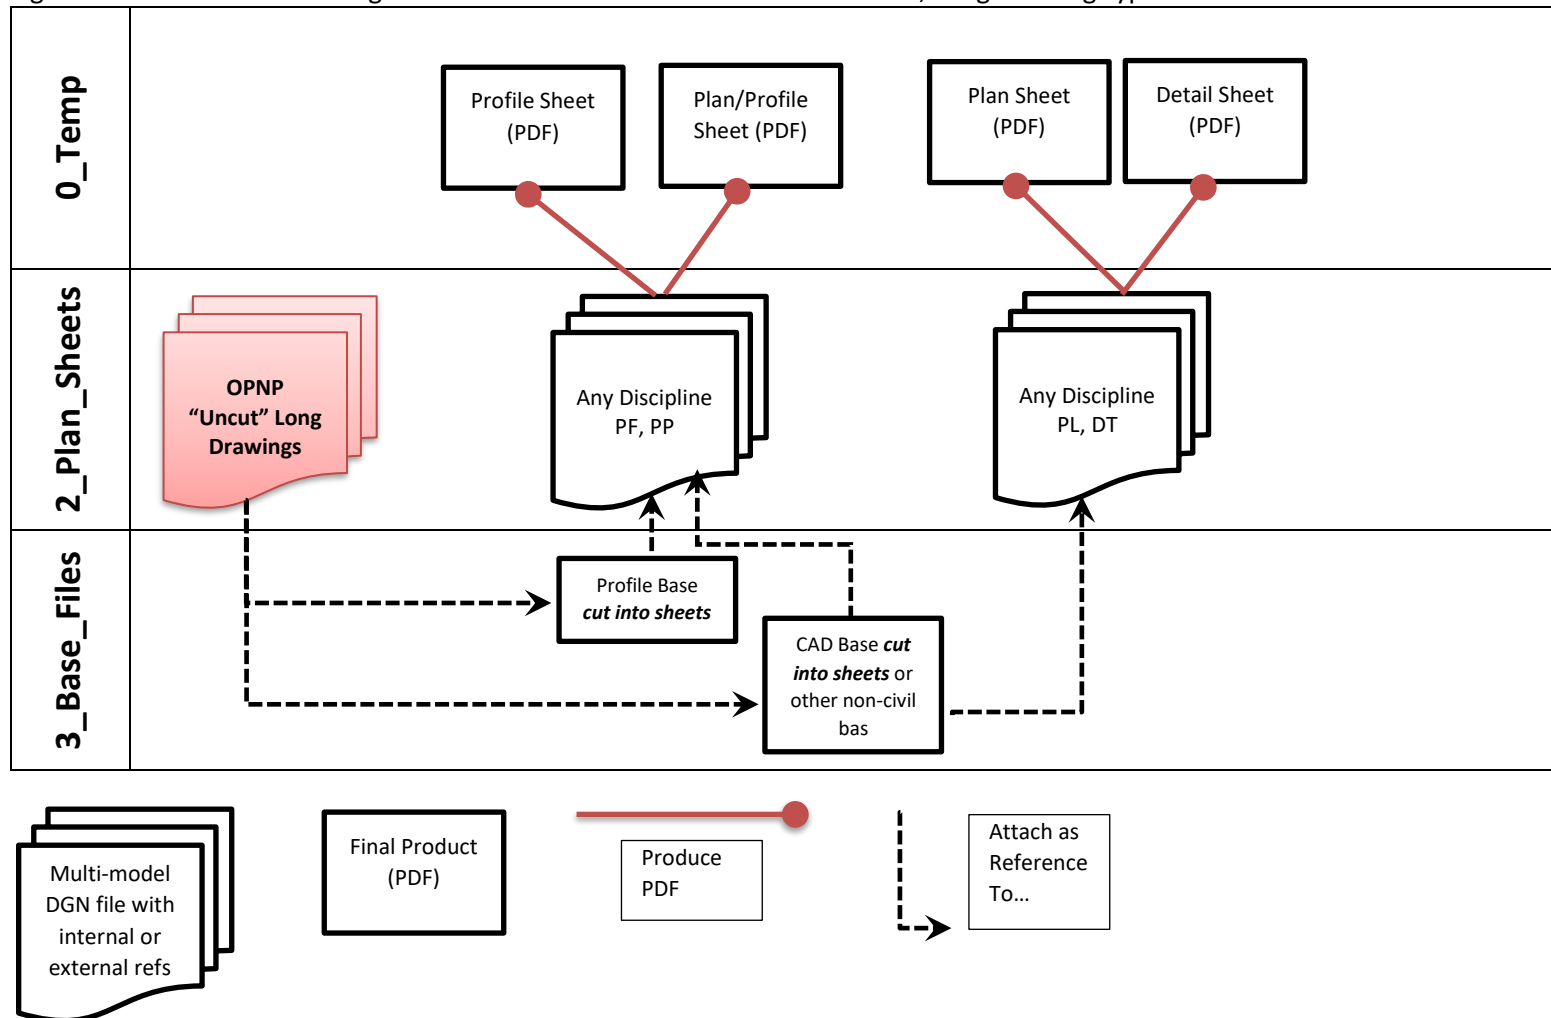 0_Temp
Profile Sheet
(PDF)
Plan/Profile
Sheet (PDF)
Plan Sheet
(PDF)
Detail Sheet
(PDF)
2_Plan_Sheets
OPNP
“Uncut” Long
Drawings
Any Discipline
PF, PP
Any Discipline
PL, DT
3_Base_Files
Profile Base
cut into sheets
CAD Base cut
into sheets or
other non-civil
bas
Multi-model
DGN file with
internal or
external refs
Final Product
(PDF)
Produce
PDF
Attach as
Reference
To…